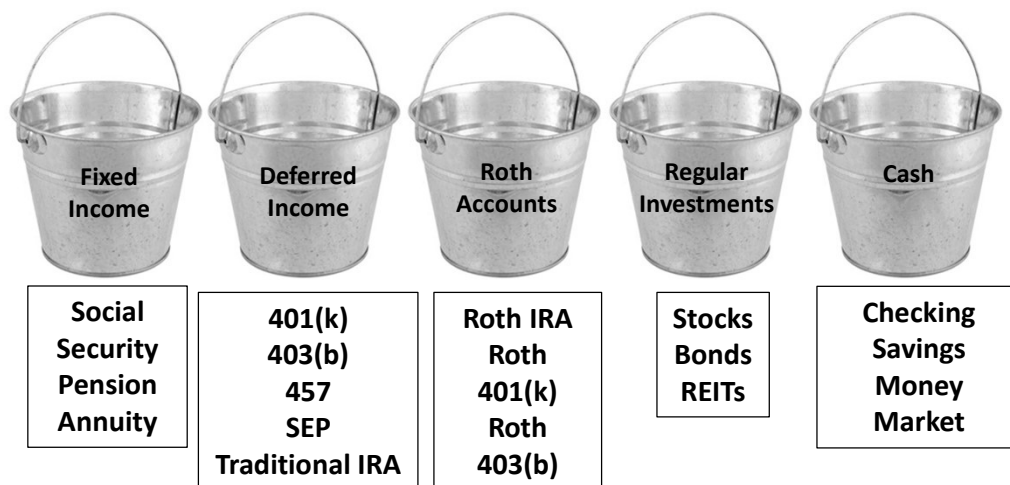 Fixed
Income
Deferred
Income
Roth
Accounts
Regular
Investments
Cash
Social
Security
Pension
Annuity
401(k)
403(b)
457
SEP
Traditional IRA
Roth IRA
Roth
401(k)
Roth
403(b)
Stocks
Bonds
REITs
Checking
Savings
Money
Market